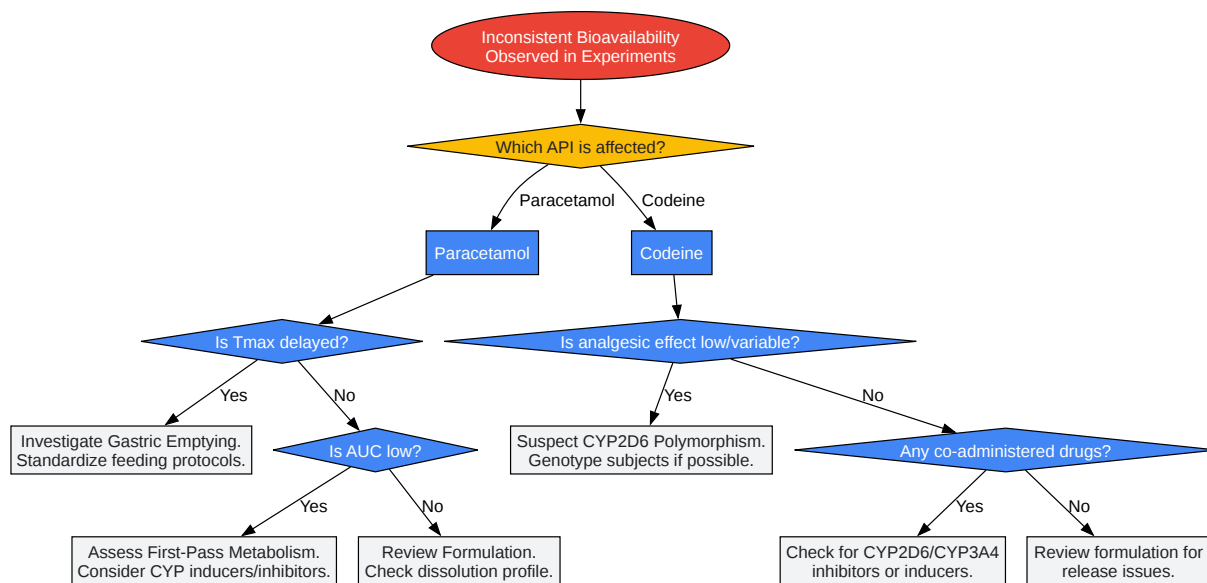 Inconsistent Bioavailability
Observed in Experiments
Which API is affected?
Paracetamol
Codeine
Paracetamol
Codeine
Is Tmax delayed?
Is analgesic effect low/variable?
Yes
No
Yes
No
Investigate Gastric Emptying.
Standardize feeding protocols.
Is AUC low?
Suspect CYP2D6 Polymorphism.
Genotype subjects if possible.
Any co-administered drugs?
Yes
No
Yes
No
Assess First-Pass Metabolism.
Consider CYP inducers/inhibitors.
Review Formulation.
Check dissolution profile.
Check for CYP2D6/CYP3A4
inhibitors or inducers.
Review formulation for
release issues.